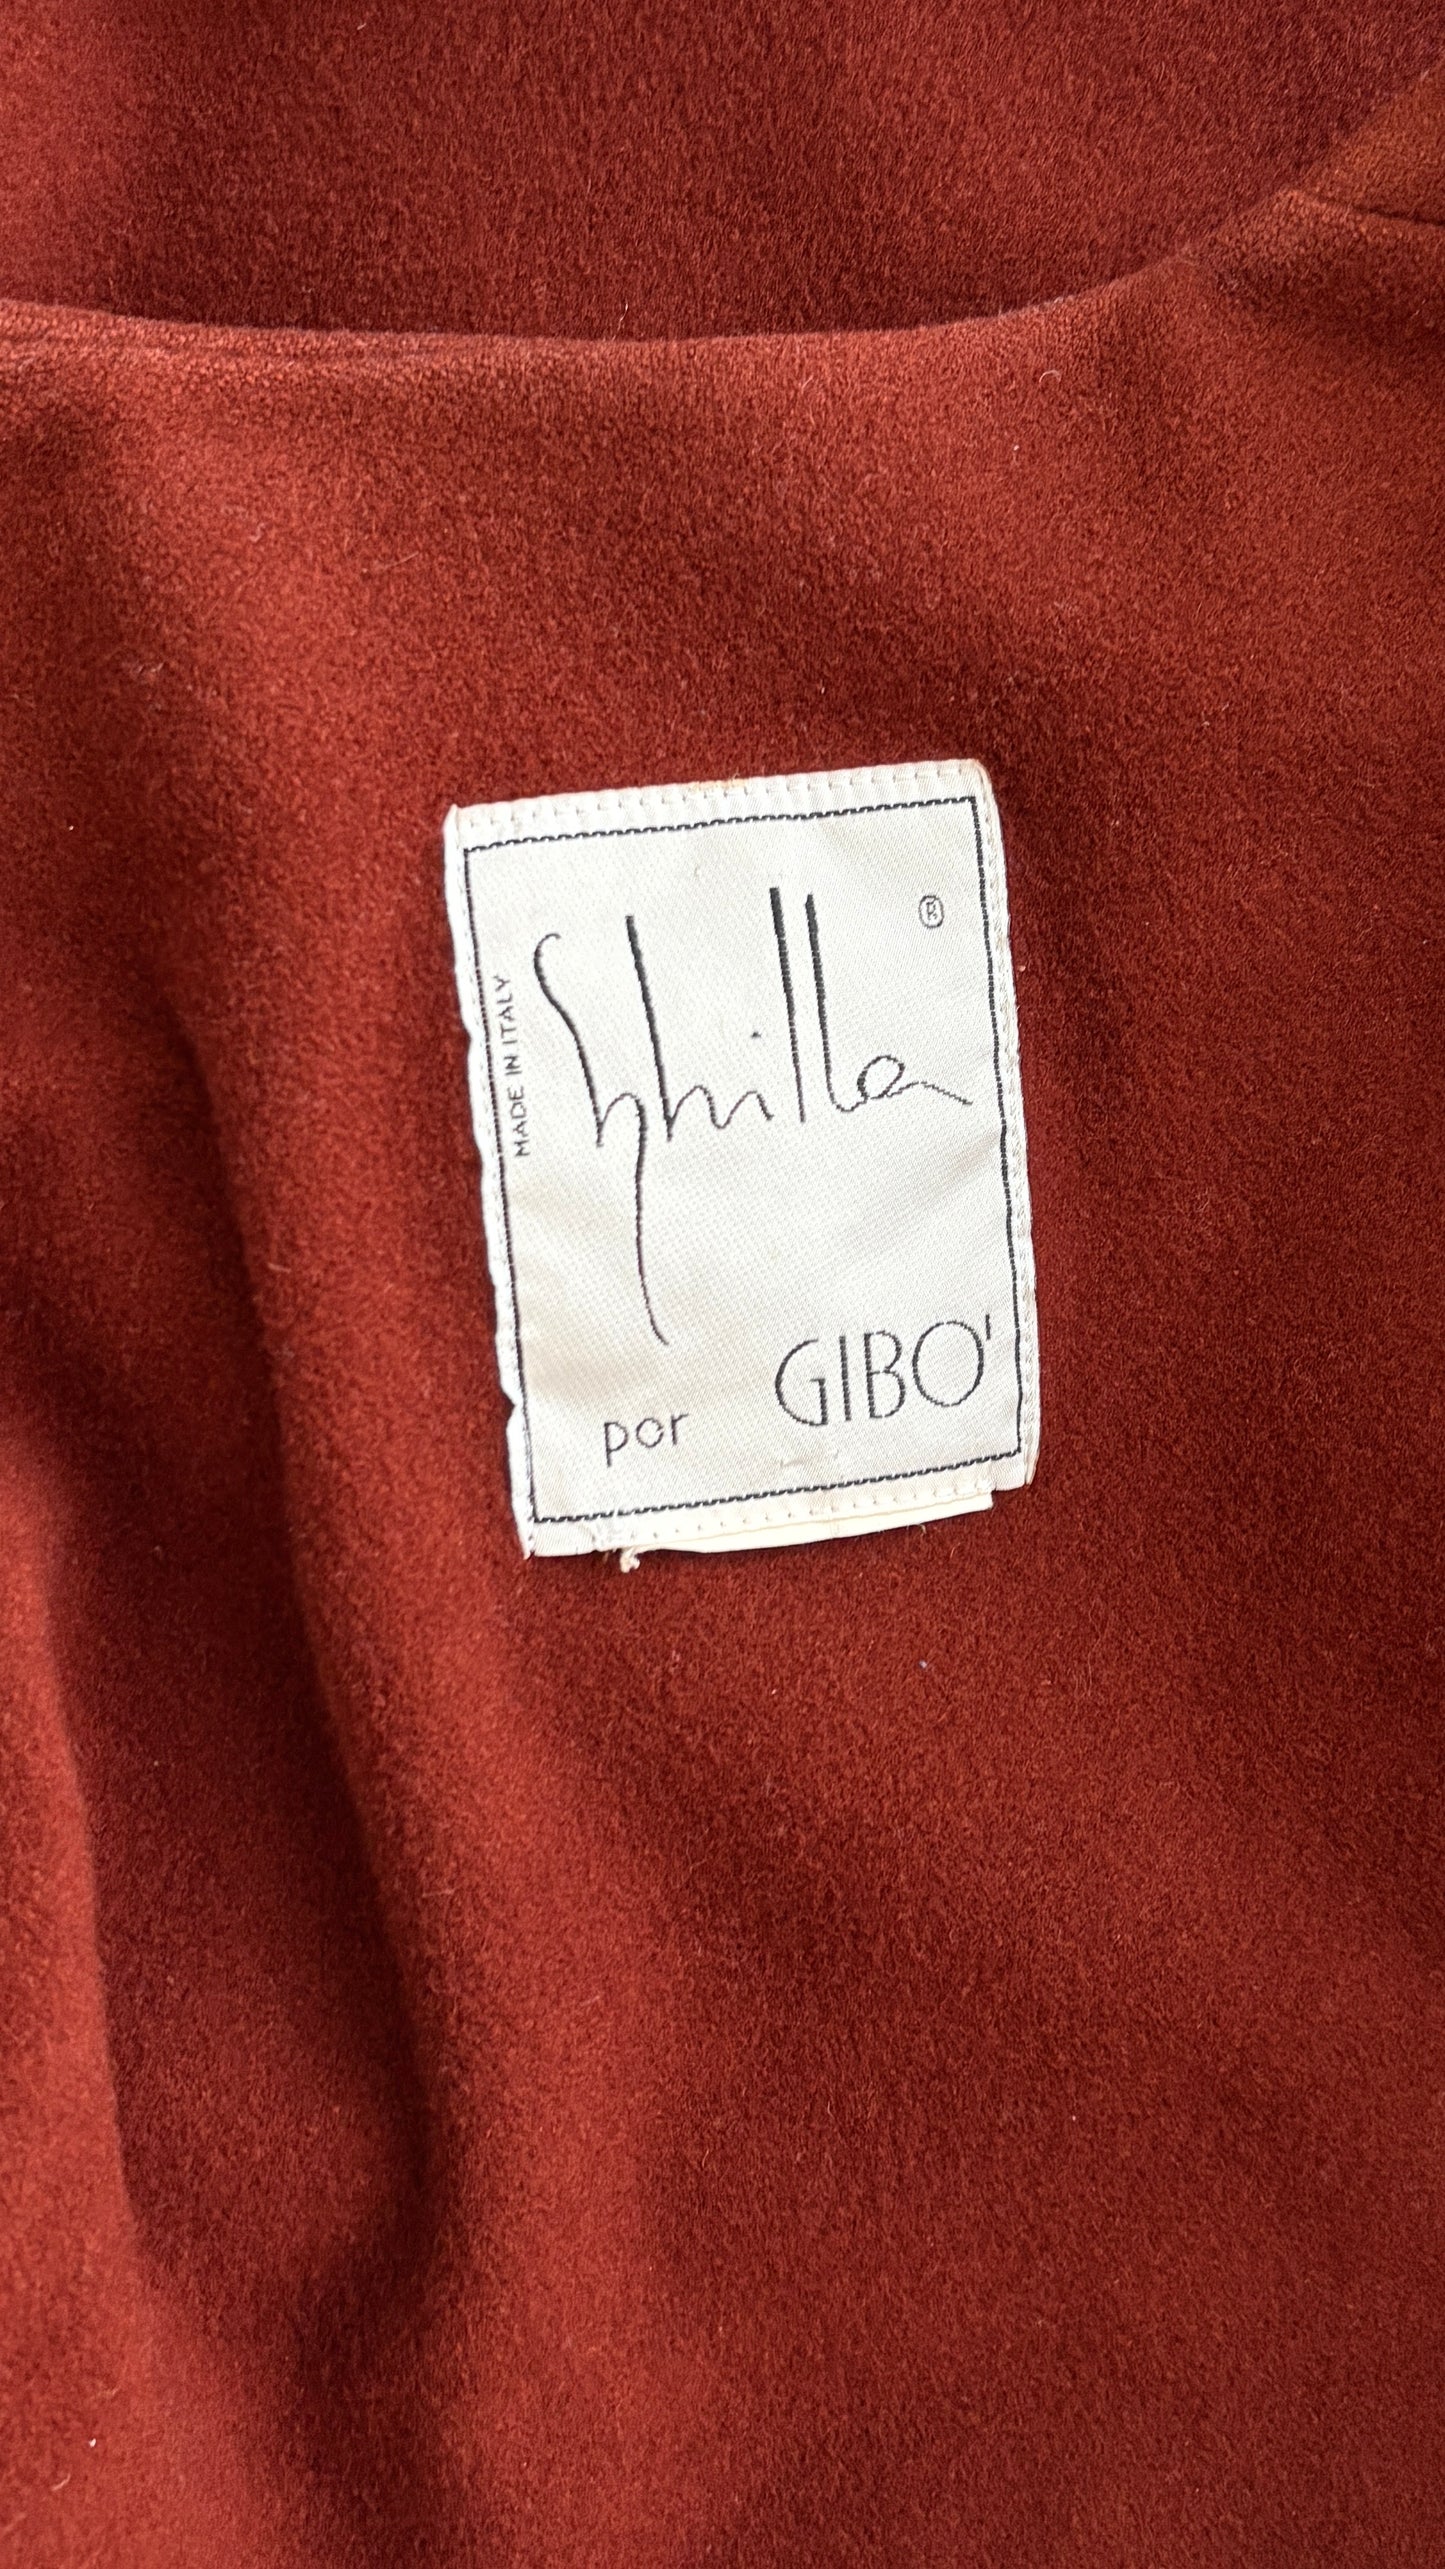 Sybilla ®
MADE IN ITALY
por GIBO'